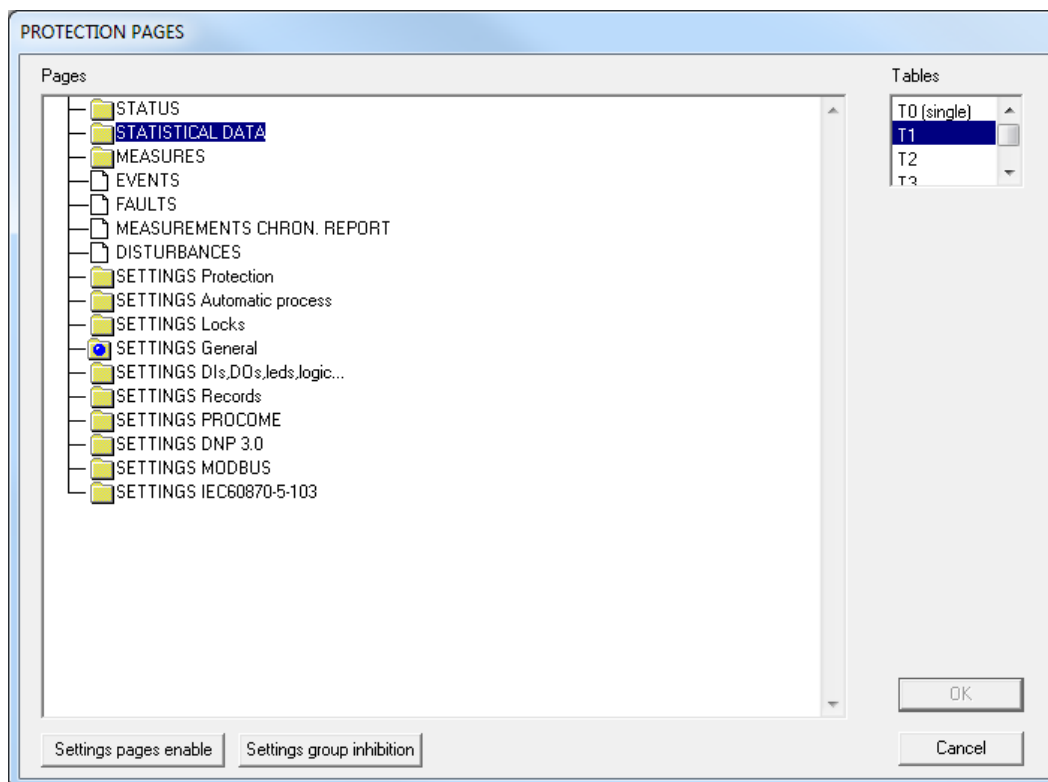 PROTECTION PAGES
Pages
Tables
STATUS
STATISTICAL DATA
MEASURES
EVENTS
FAULTS
MEASUREMENTS CHRON. REPORT
DISTURBANCES
SETTINGS Protection
SETTINGS Automatic process
SETTINGS Locks
SETTINGS General
SETTINGS DIs,DOs,leds,logic...
SETTINGS Records
SETTINGS PROCOME
SETTINGS DNP 3.0
SETTINGS MODBUS
SETTINGS IEC60870-5-103
T0 (single)
T1
T2
T3
OK
Settings pages enable
Settings group inhibition
Cancel